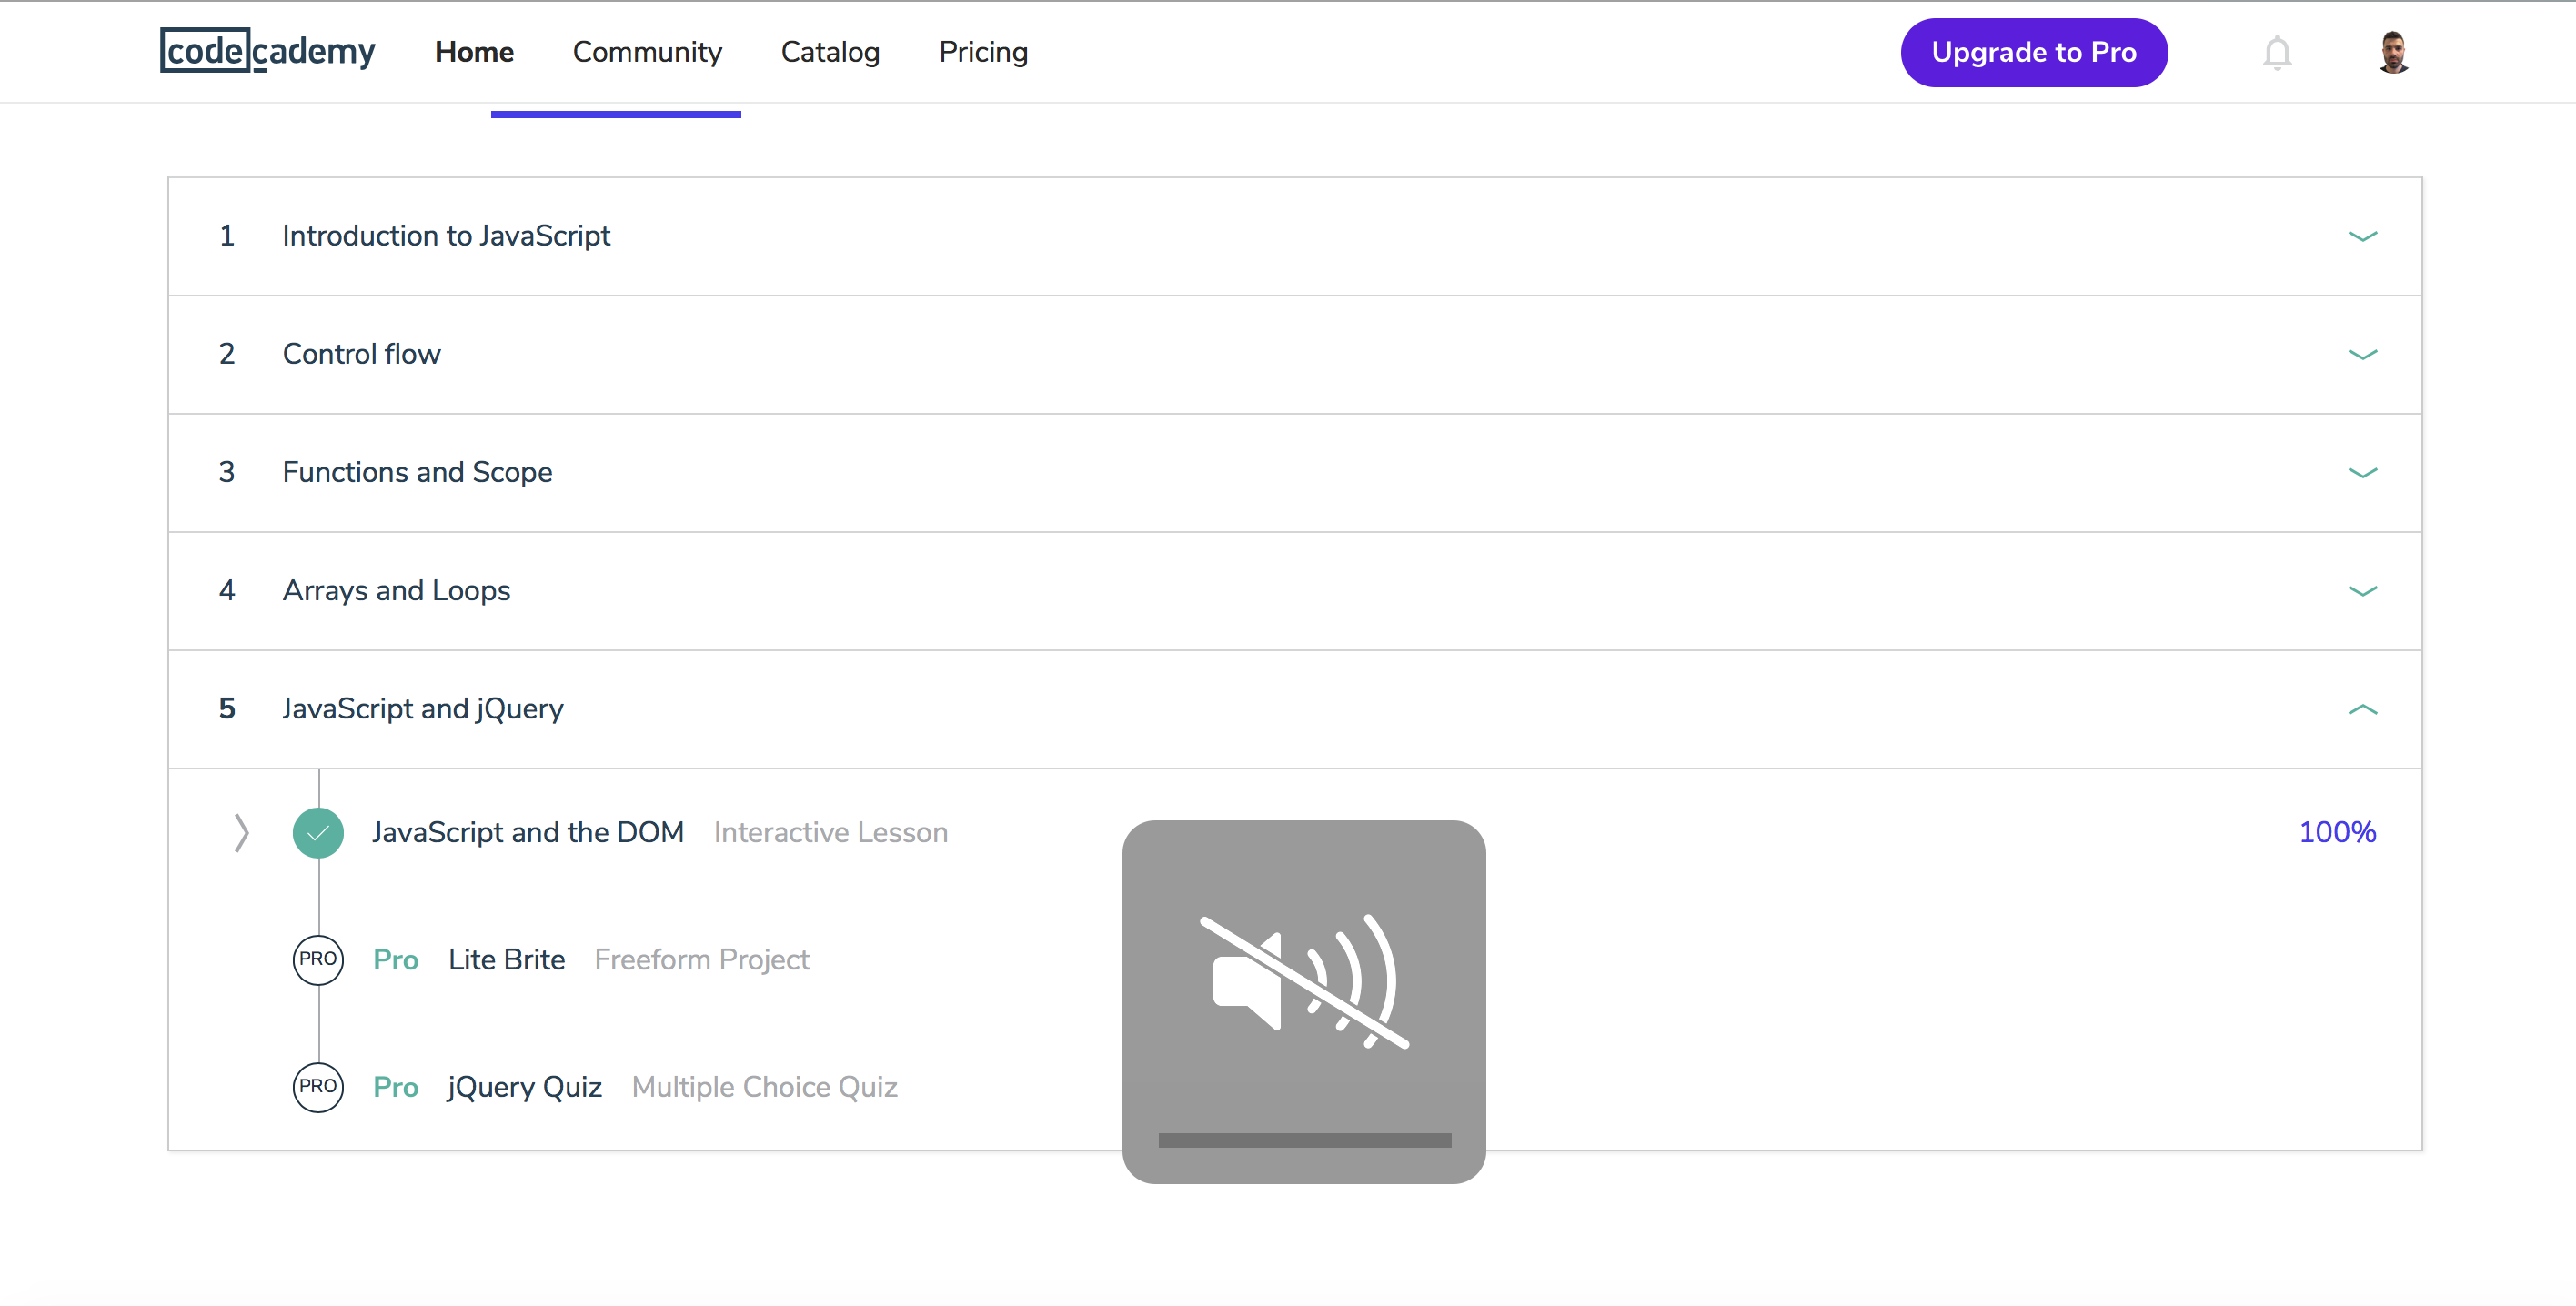 codecademy Home Community Catalog Pricing Upgrade to Pro
1 Introduction to JavaScript
2 Control flow
3 Functions and Scope
4 Arrays and Loops
5 JavaScript and jQuery
JavaScript and the DOM Interactive Lesson 100%
PRO Pro Lite Brite Freeform Project
PRO Pro jQuery Quiz Multiple Choice Quiz